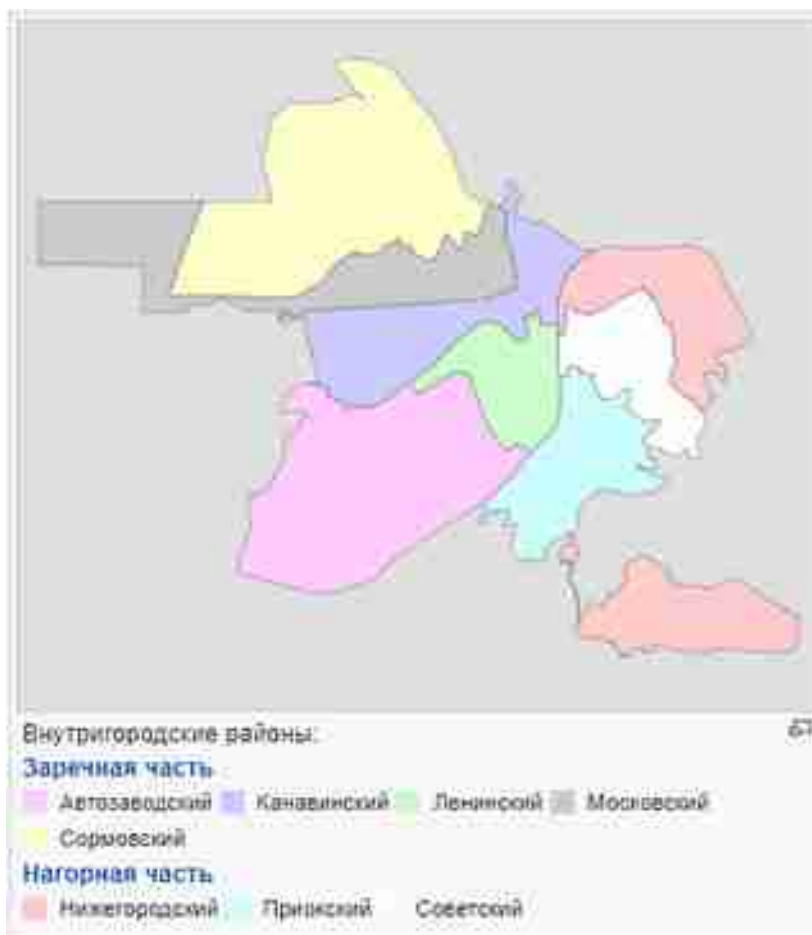 Внутригородские районы:
Заречная часть
Автозаводский Канавинский Ленинский Московский
Сормовский
Нагорная часть
Нижегородский Приокский Советский